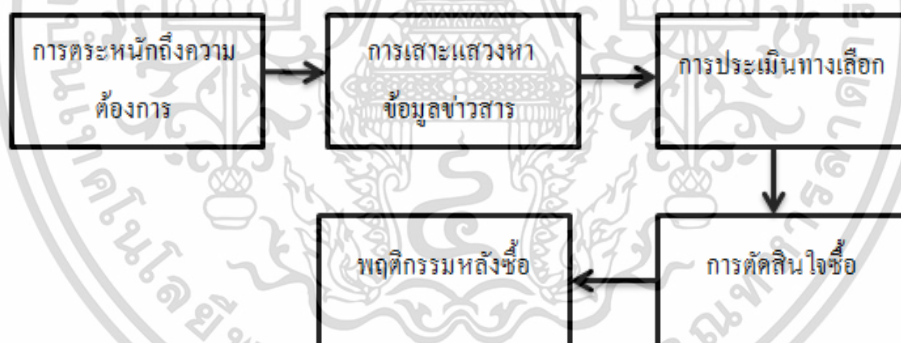 การตระหนักถึงความ
ต้องการ
การเสาะแสวงหา
ข้อมูลข่าวสาร
การประเมินทางเลือก
การตัดสินใจซื้อ
พฤติกรรมหลังซื้อ